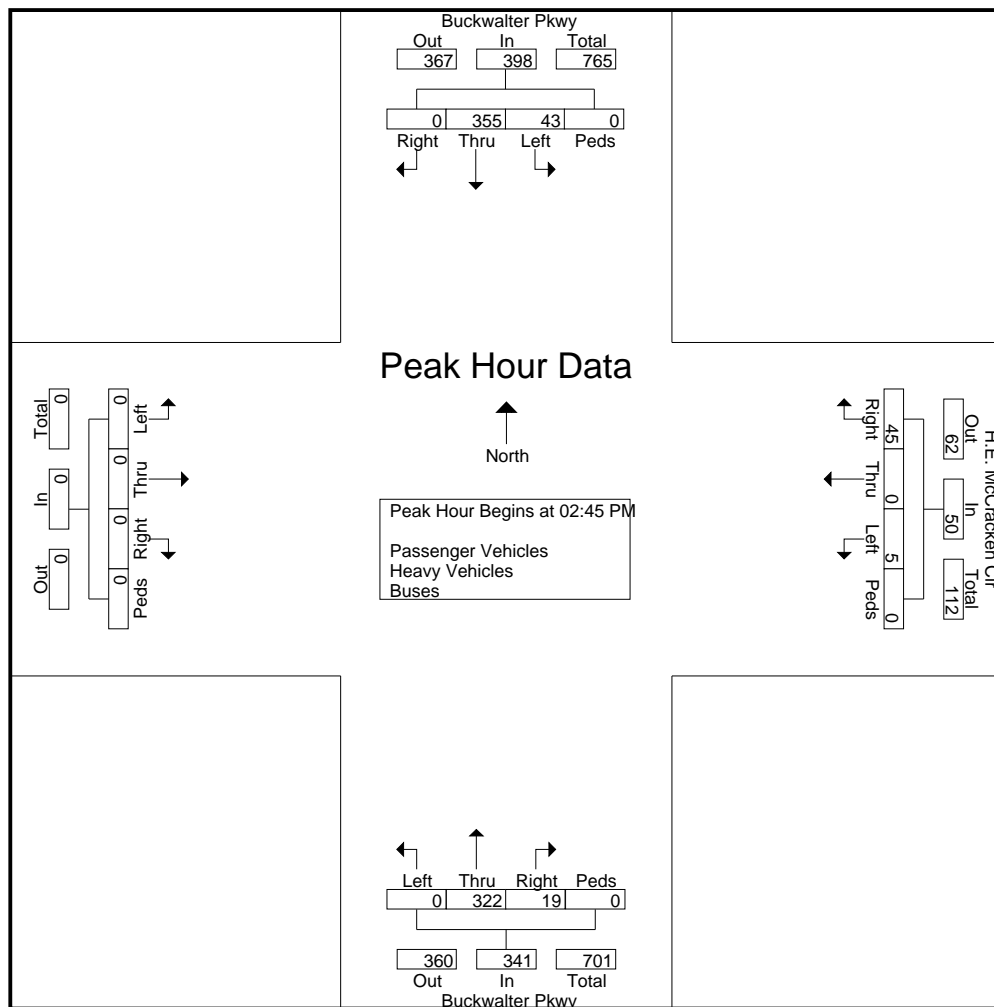 Buckwalter Pkwy
Out In Total
367 398 765
0 355 43 0
Right Thru Left Peds
Peak Hour Data
North
Peak Hour Begins at 02:45 PM
Passenger Vehicles
Heavy Vehicles
Buses
Left Thru Right Peds
0 0 0 0
Total In Out
0 0 0
Right Thru Left Peds
45 0 5 0
Out In Total
62 50 112
H.E. McCracken Cir
Left Thru Right Peds
0 322 19 0
360 341 701
Out In Total
Buckwalter Pkwy